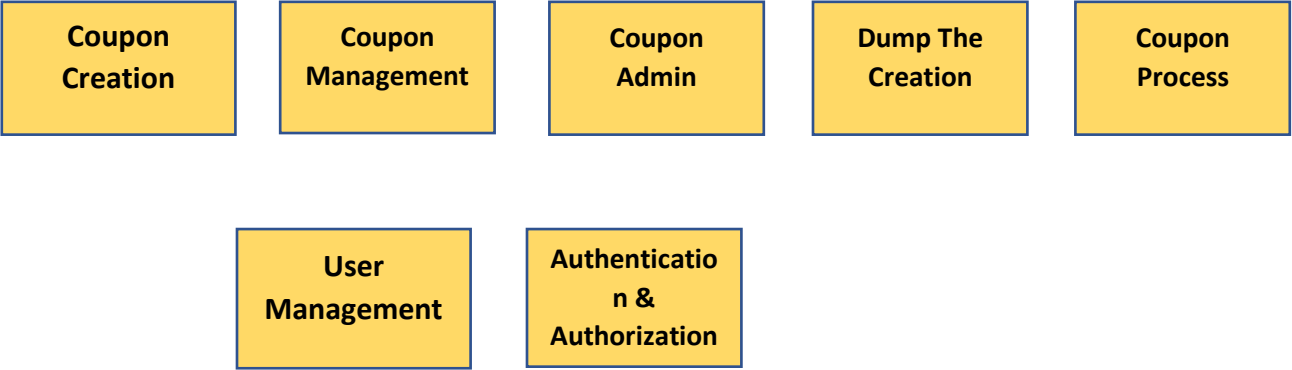 Coupon
Creation
Coupon
Management
Coupon
Admin
Dump The
Creation
Coupon
Process
User
Management
Authenticatio
n &
Authorization